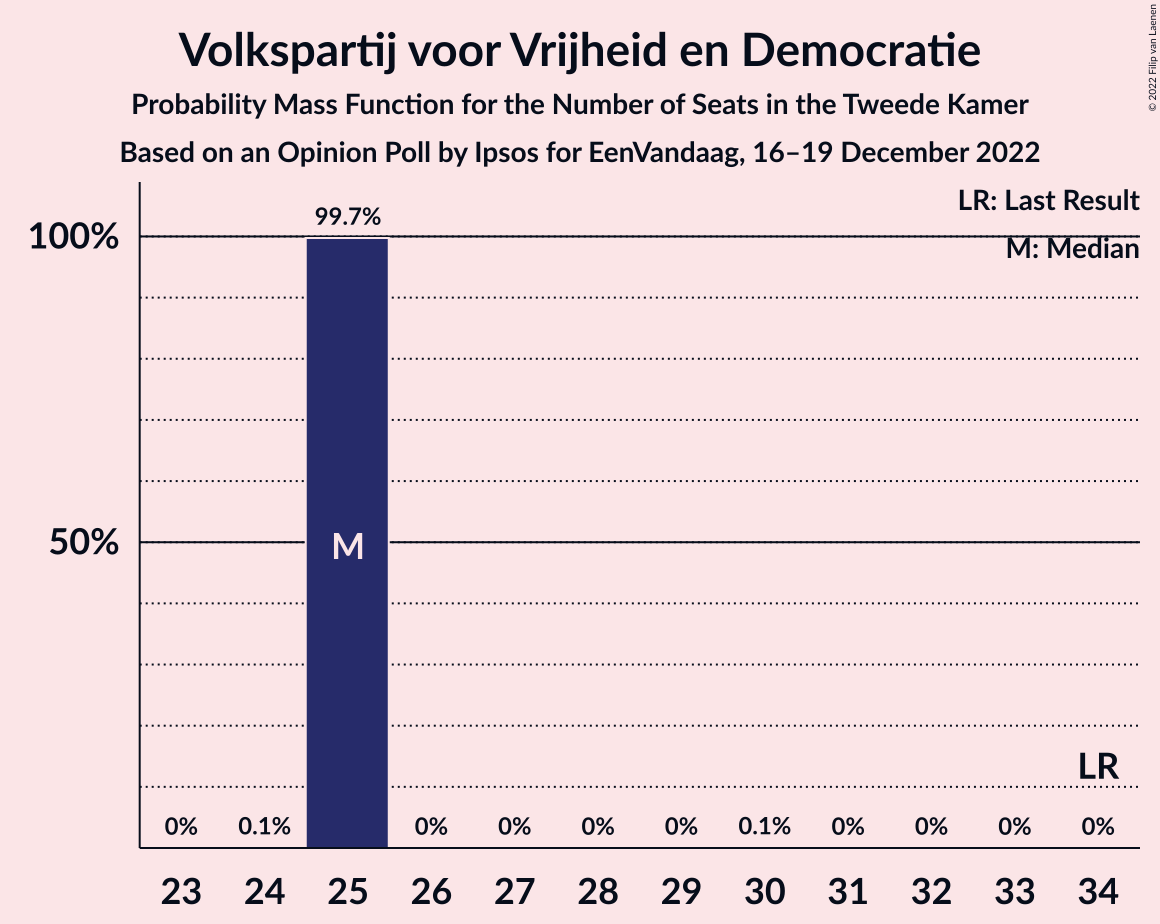 Volkspartij voor Vrijheid en Democratie
Probability Mass Function for the Number of Seats in the Tweede Kamer
Based on an Opinion Poll by Ipsos for EenVandaag, 16–19 December 2022
© 2022 Filip van Laenen
LR: Last Result
M: Median
99.7%
100%
50%
M
LR
0% 0.1% 0% 0% 0% 0% 0.1% 0% 0% 0% 0%
23 24 25 26 27 28 29 30 31 32 33 34